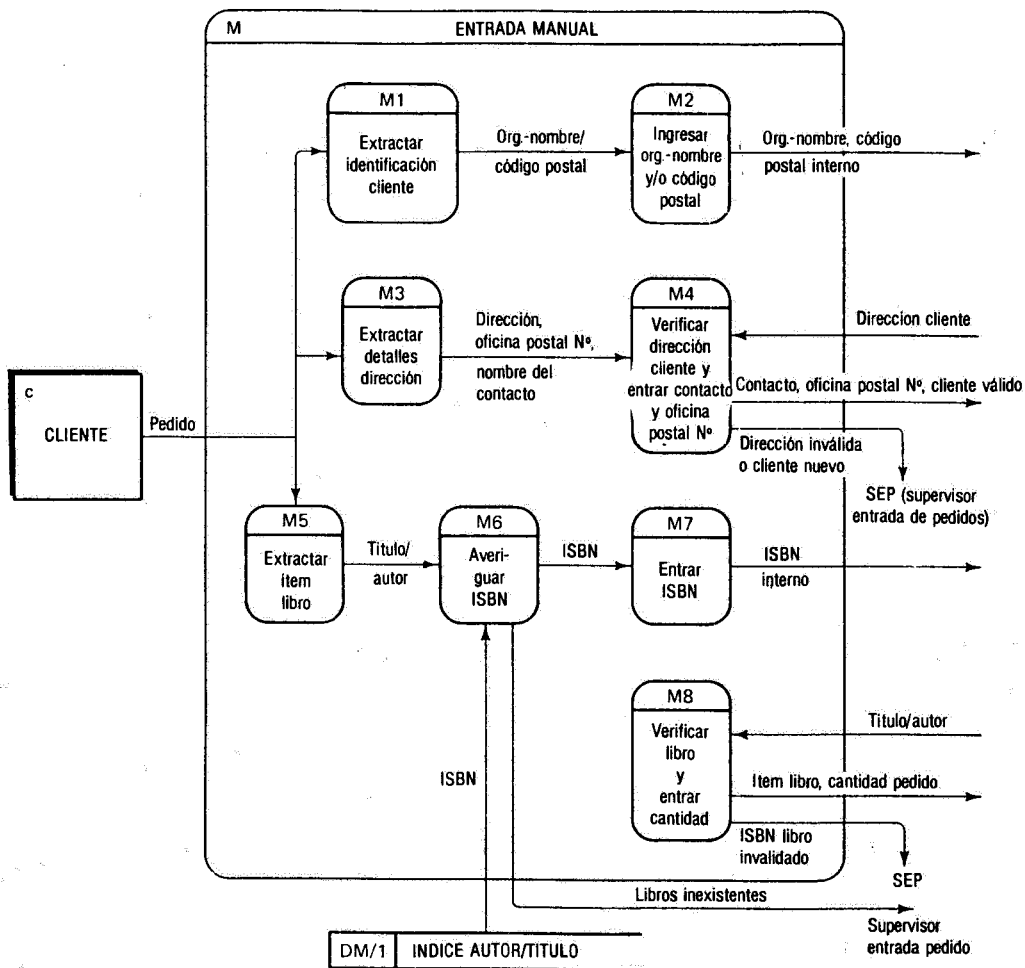 M
ENTRADA MANUAL
M1
Extractar
identificación
cliente
Org.-nombre/
código postal
M2
Ingresar
org.-nombre
y/o código
postal
Org.-nombre, código
postal interno
M3
Extractar
detalles
dirección
Dirección,
oficina postal Nº,
nombre del
contacto
M4
Verificar
dirección
cliente y
entrar contacto
y oficina
postal Nº
Direccion cliente
Contacto, oficina postal Nº, cliente válido
Dirección inválida
o cliente nuevo
SEP (supervisor
entrada de pedidos)
c
CLIENTE
Pedido
M5
Extractar
ítem
libro
Titulo/
autor
M6
Averi-
guar
ISBN
ISBN
M7
Entrar
ISBN
ISBN
interno
ISBN
M8
Verificar
libro
y
entrar
cantidad
Titulo/autor
Item libro, cantidad pedido
ISBN libro
invalidado
SEP
Libros inexistentes
Supervisor
entrada pedido
DM/1
INDICE AUTOR/TITULO